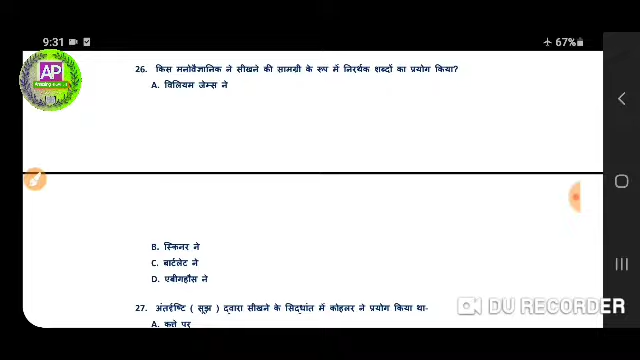 9:31
67%
AP
26. किस मनोवैज्ञानिक ने सीखने की सामग्री के रूप में निरर्थक शब्दों का प्रयोग किया?
A. विलियम जेम्स ने
B. स्किनर ने
C. बार्टलेट ने
D. एबीगहौस ने
27. अंतर्दृष्टि ( सूझ ) द्वारा सीखने के सिद्धांत में कोहलर ने प्रयोग किया था-
DU RECORDER
A. कुत्ते पर